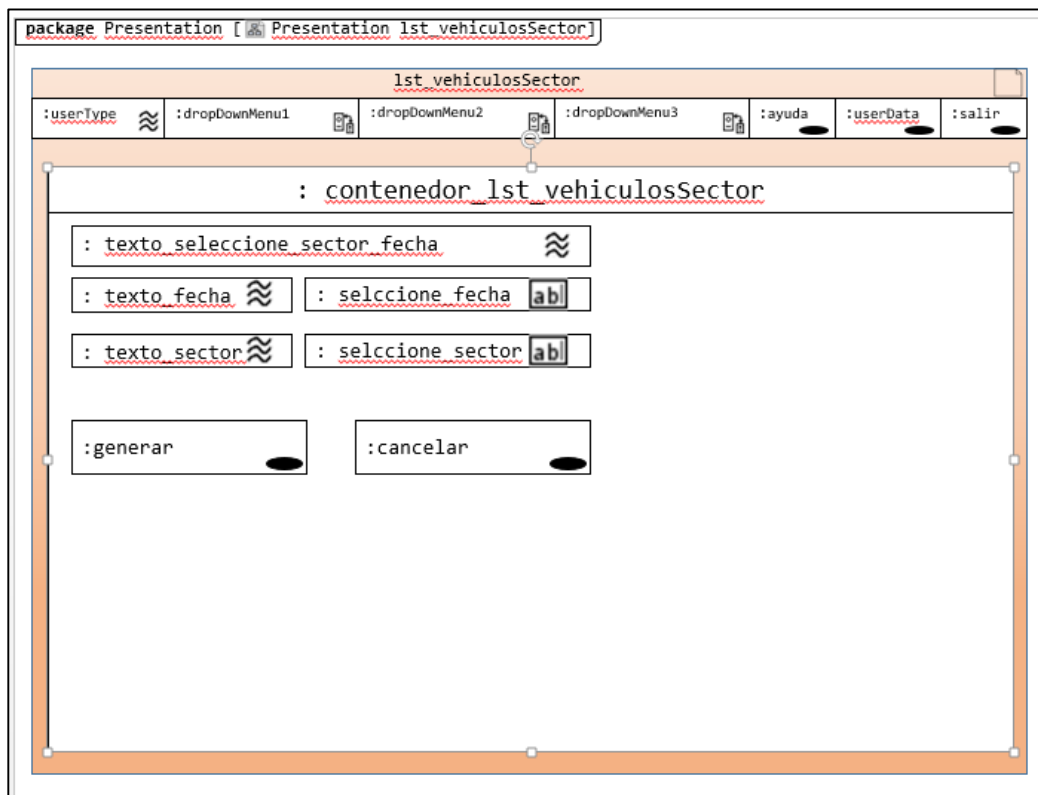 package Presentation [ Presentation lst_vehiculosSector]
lst_vehiculosSector
:userType :dropDownMenu1 :dropDownMenu2 :dropDownMenu3 :ayuda :userData :salir
: contenedor_lst_vehiculosSector
: texto_seleccione_sector_fecha
: texto_fecha : selccione_fecha ab
: texto_sector : selccione_sector ab
:generar :cancelar